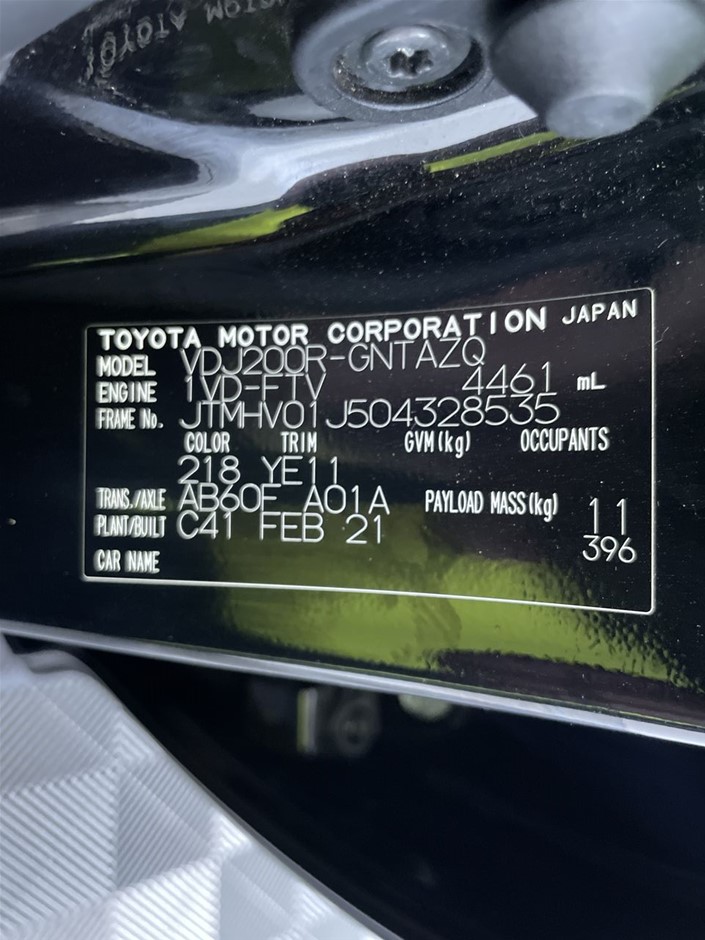 TOYOTA MOTOR CORPORATION JAPAN
MODEL VDJ200R-GNTAZQ
ENGINE 1VD-FTV 4461 mL
FRAME No. JTMHV01J504328535
COLOR TRIM GVM(kg) OCCUPANTS
218 YE11
TRANS./AXLE AB60F A01A PAYLOAD MASS(kg) 11
PLANT/BUILT C41 FEB 21 396
CAR NAME